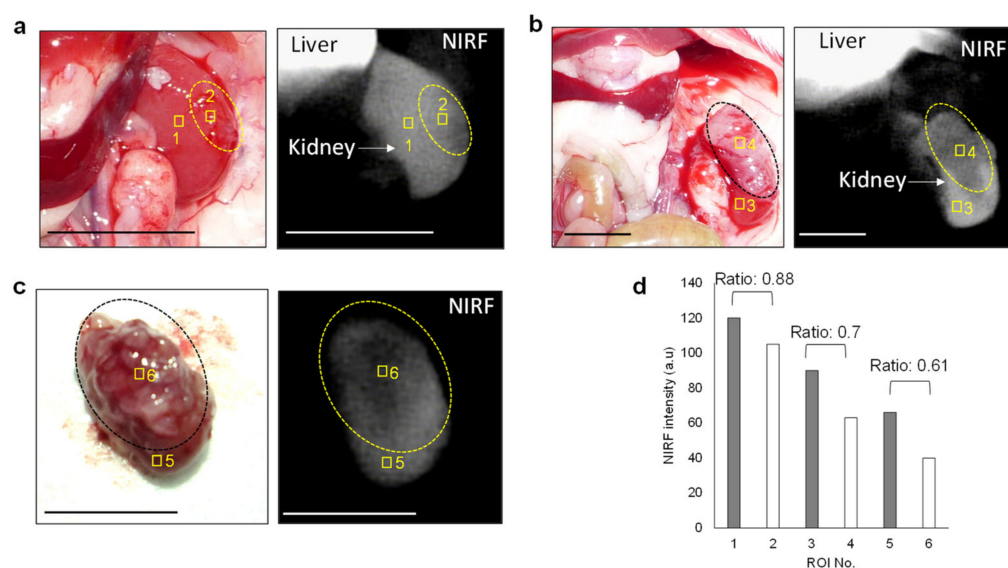 a
Liver
NIRF
2
1
2
1
Kidney
b
Liver
NIRF
4
3
4
Kidney
3
c
NIRF
6
5
6
5
d
140
120
100
80
60
40
20
0
NIRF intensity (a.u)
Ratio: 0.88
Ratio: 0.7
Ratio: 0.61
1 2 3 4 5 6
ROI No.